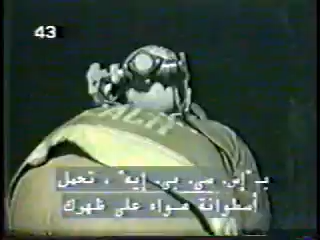 43
بـ"إس. سي. بي. إيه"، تحمل
أسطوانة هواء على ظهرك